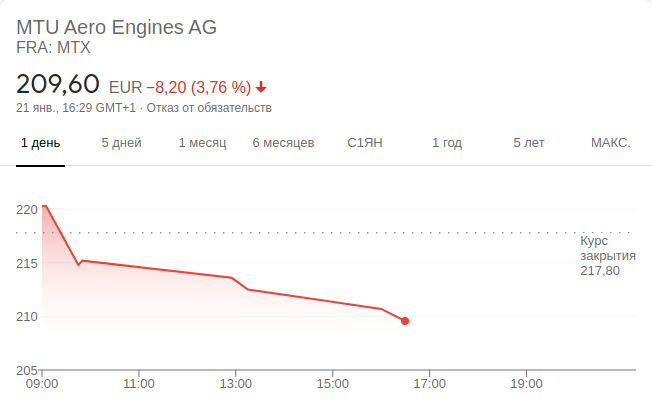 MTU Aero Engines AG
FRA: MTX
209,60 EUR −8,20 (3,76 %)
21 янв., 16:29 GMT+1 · Отказ от обязательств
1 день 5 дней 1 месяц 6 месяцев С1ЯН 1 год 5 лет МАКС.
220
Курс
закрытия
217,80
215
210
205
09:00 11:00 13:00 15:00 17:00 19:00